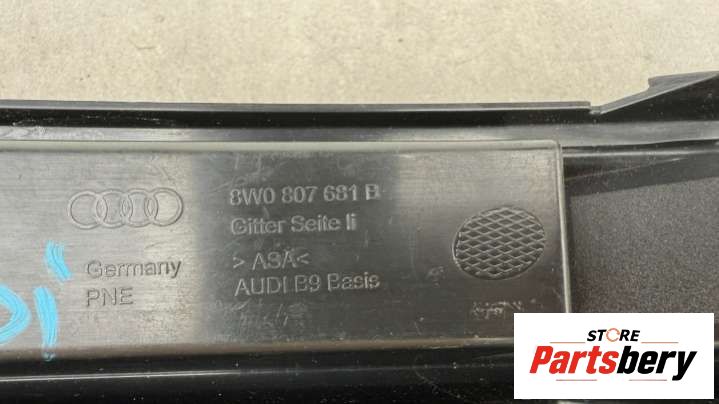 8W0 807 681 B
Gitter Seite li
>ASA<
AUDI B9 Basis
Germany
PNE
STORE
Partsbery